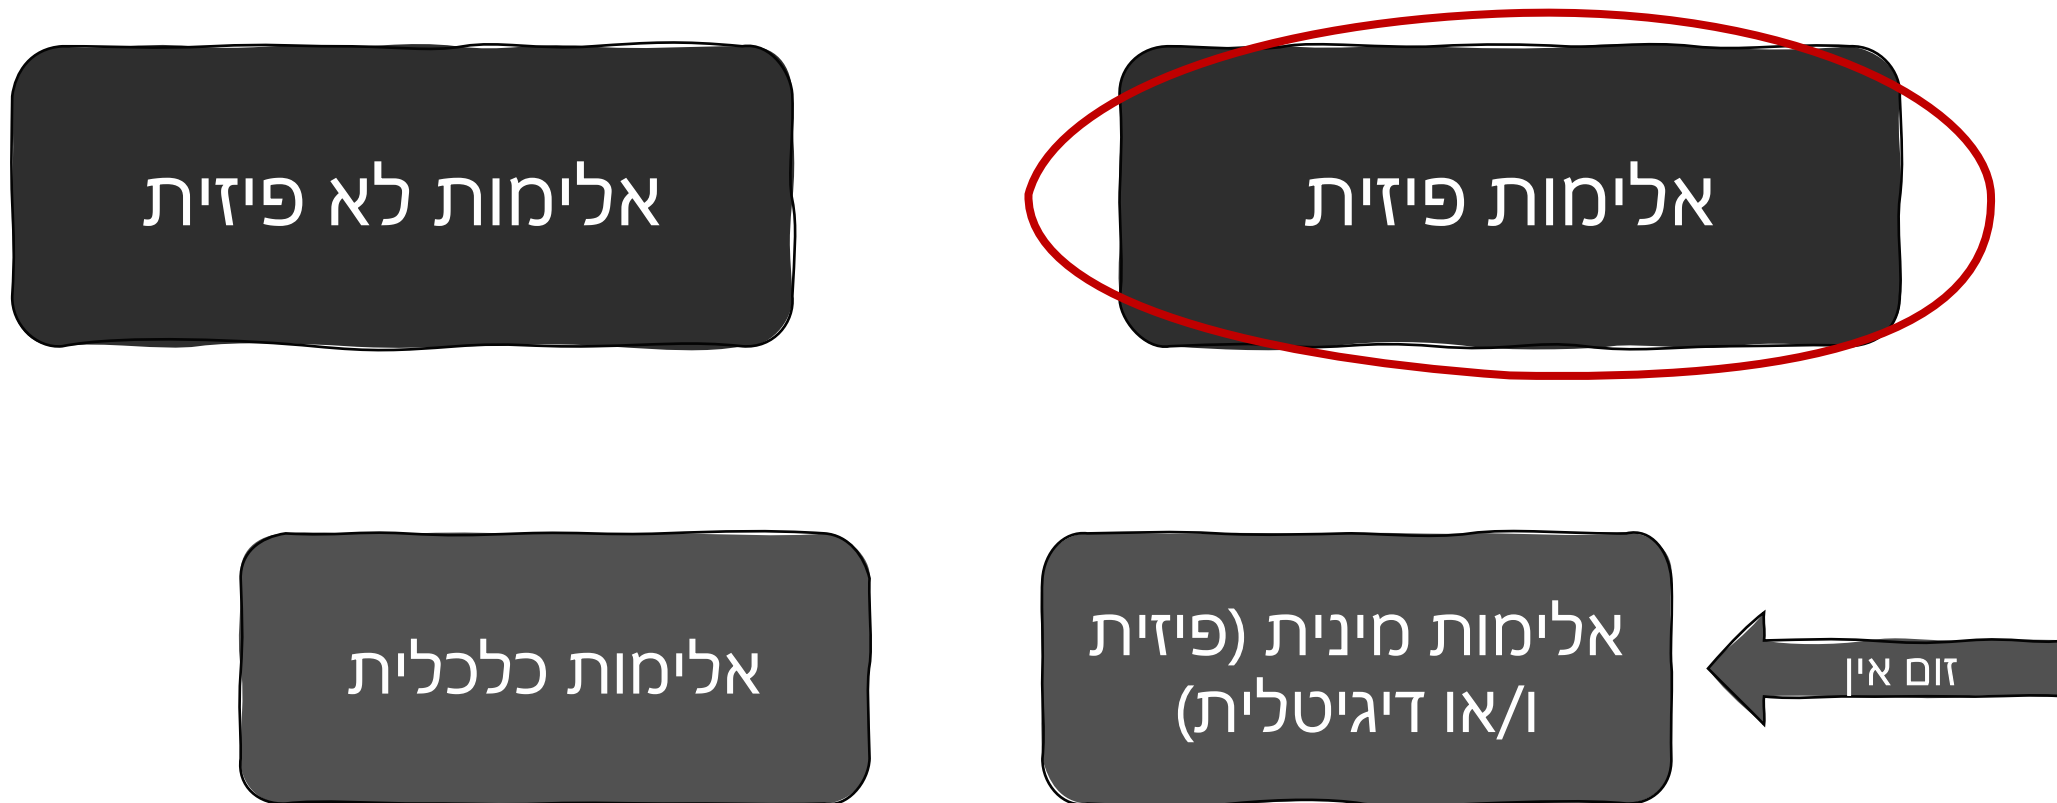 אלימות פיזית
אלימות לא פיזית
זום אין
אלימות מינית (פיזית
ו/או דיגיטלית)
אלימות כלכלית